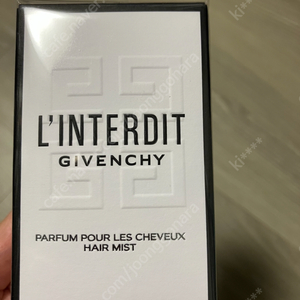 L'INTERDIT
GIVENCHY
PARFUM POUR LES CHEVEUX
HAIR MIST